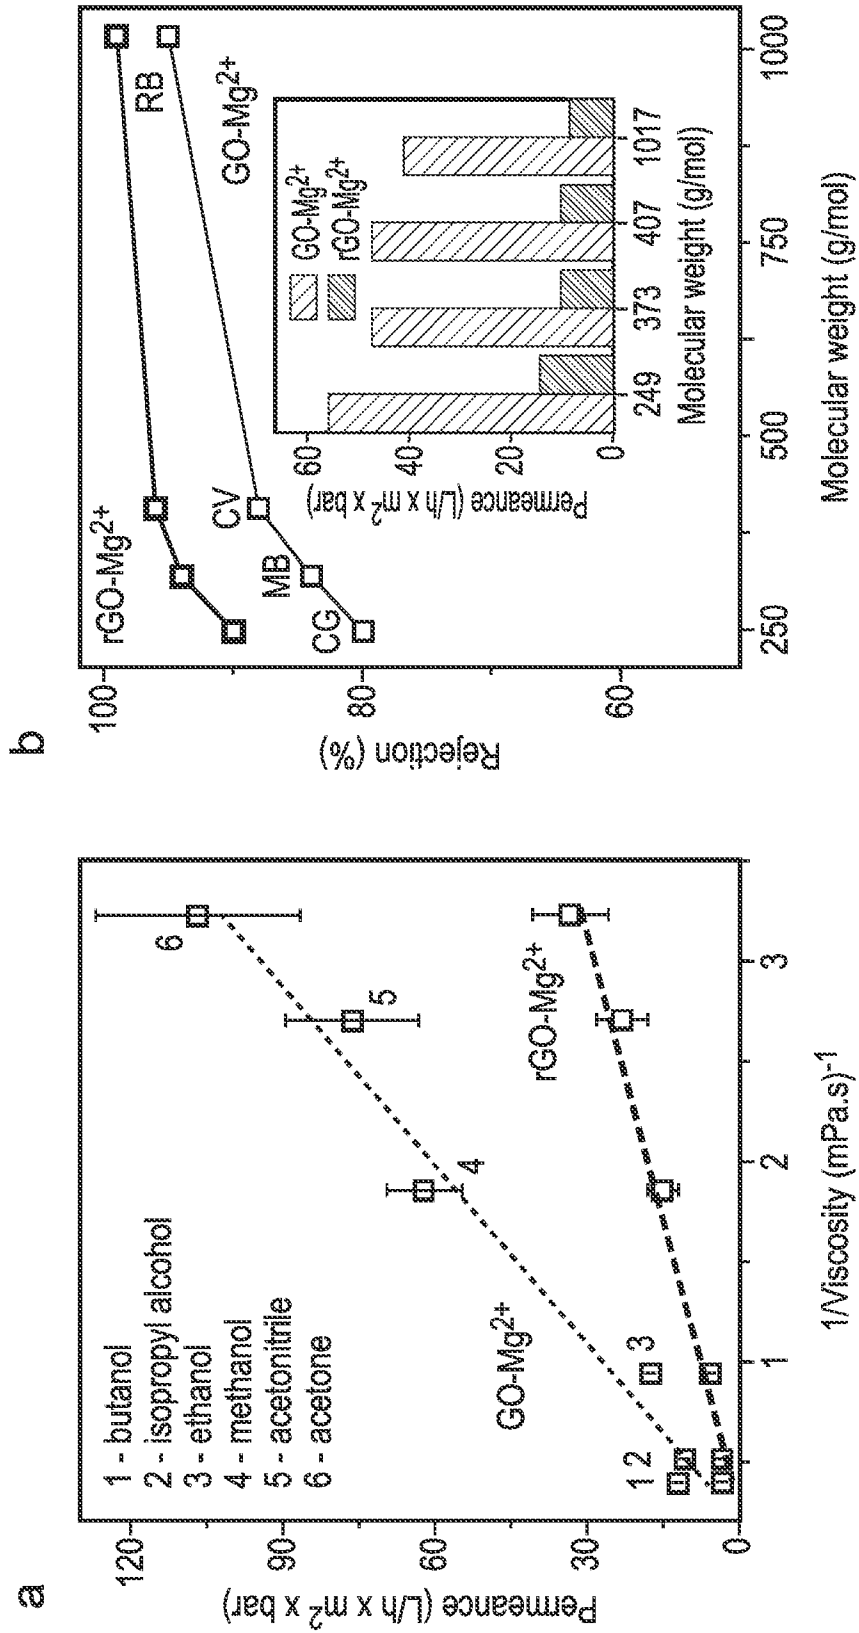 a
Permeance (L/h x m² x bar)
120
90
60
30
0
1 - butanol
2 - isopropyl alcohol
3 - ethanol
4 - methanol
5 - acetonitrile
6 - acetone
6
5
4
3
1 2
GO-Mg²⁺
rGO-Mg²⁺
1
2
3
1/Viscosity (mPa.s)⁻¹
b
Rejection (%)
100
80
60
rGO-Mg²⁺
GO-Mg²⁺
CG
MB
CV
RB
250
500
750
1000
Molecular weight (g/mol)
Permeance (L/h x m² x bar)
60
40
20
0
GO-Mg²⁺
rGO-Mg²⁺
249
373
407
1017
Molecular weight (g/mol)